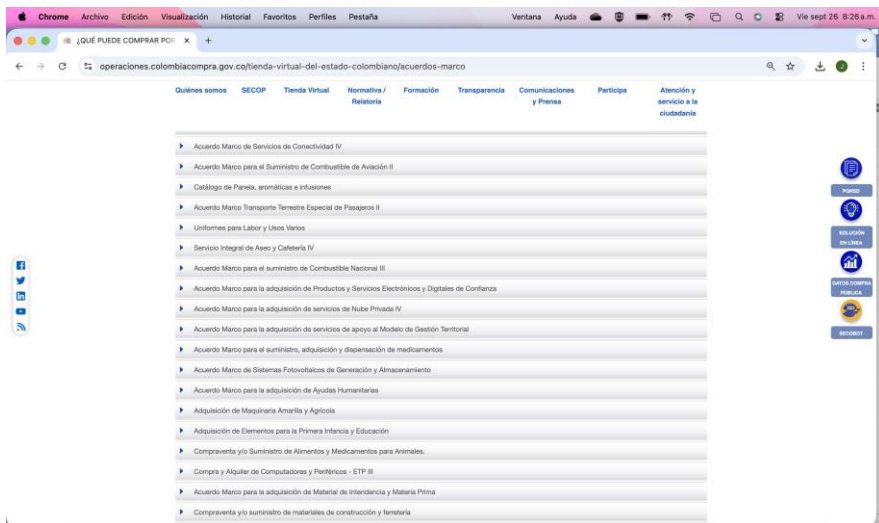 Chrome Archivo Edición Visualización Historial Favoritos Perfiles Pestaña Ventana Ayuda Vie sept 26 8:26 a.m.
¿QUÉ PUEDE COMPRAR POR
operaciones.colombiacompra.gov.co/tienda-virtual-del-estado-colombiano/acuerdos-marco
Quiénes somos SECOP Tienda Virtual Normativa / Relatoría Formación Transparencia Comunicaciones y Prensa Participa Atención y servicio a la ciudadanía
Acuerdo Marco de Servicios de Conectividad IV
Acuerdo Marco para el Suministro de Combustible de Aviación II
Catálogo de Panela, aromáticas e infusiones
Acuerdo Marco Transporte Terrestre Especial de Pasajeros II
Uniformes para Labor y Usos Varios
Servicio Integral de Aseo y Cafetería IV
Acuerdo Marco para el suministro de Combustible Nacional III
Acuerdo Marco para la adquisición de Productos y Servicios Electrónicos y Digitales de Confianza
Acuerdo Marco para la adquisición de servicios de Nube Privada IV
Acuerdo Marco para la adquisición de servicios de apoyo al Modelo de Gestión Territorial
Acuerdo Marco para el suministro, adquisición y dispensación de medicamentos
Acuerdo Marco de Sistemas Fotovoltaicos de Generación y Almacenamiento
Acuerdo Marco para la adquisición de Ayudas Humanitarias
Adquisición de Maquinaria Amarilla y Agrícola
Adquisición de Elementos para la Primera Infancia y Educación
Compraventa y/o Suministro de Alimentos y Medicamentos para Animales.
Compra y Alquiler de Computadores y Periféricos - ETP III
Acuerdo Marco para la adquisición de Material de Intendencia y Materia Prima
Compraventa y/o suministro de materiales de construcción y ferretería
PQRSD
SOLUCIÓN
EN LÍNEA
DATOS COMPRA
PÚBLICA
SECOBOT